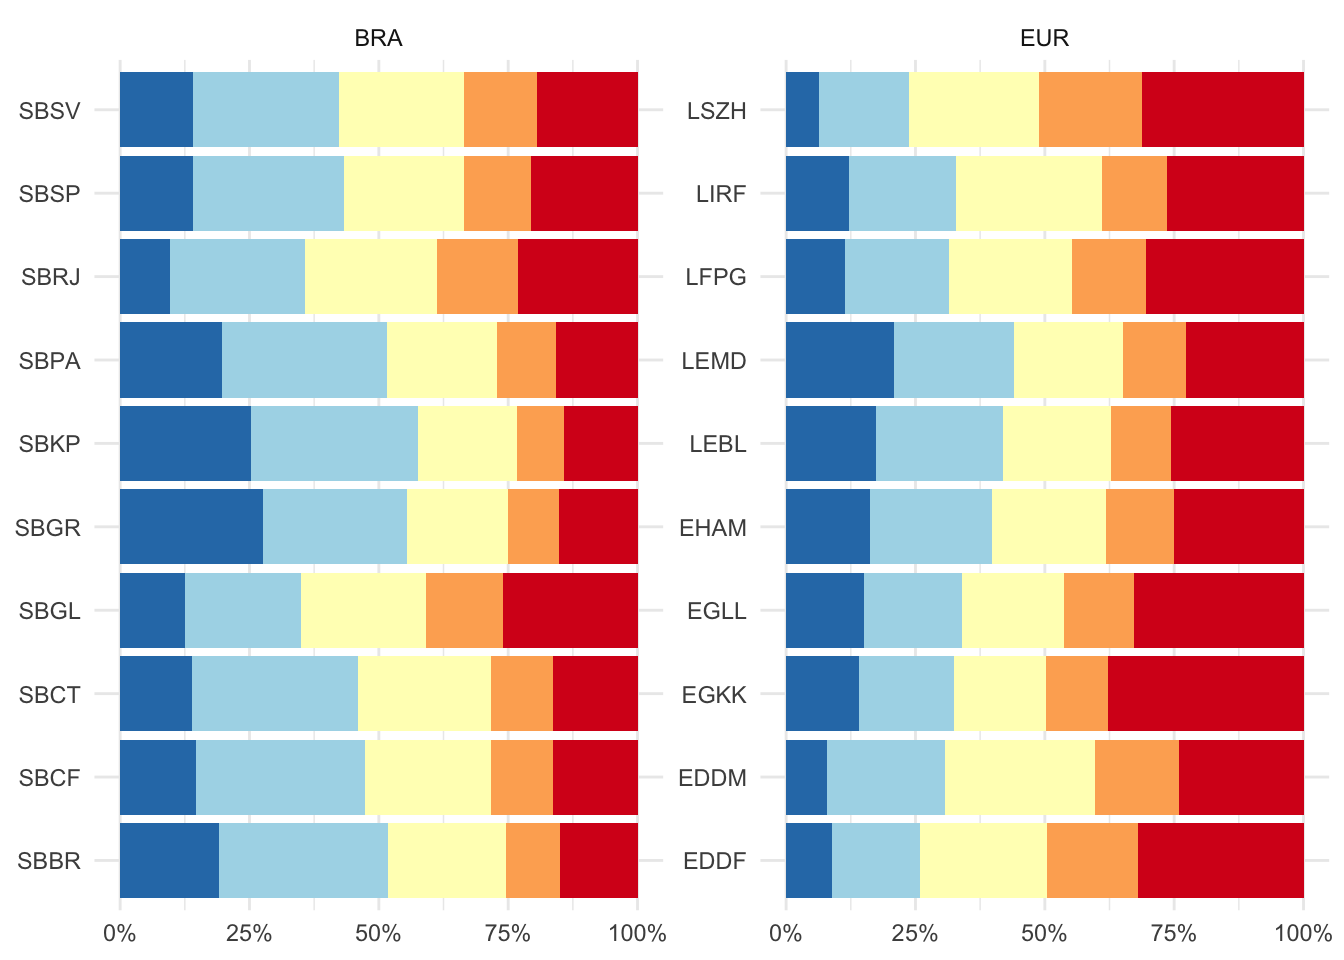 BRA
SBSV
SBSP
SBRJ
SBPA
SBKP
SBGR
SBGL
SBCT
SBCF
SBBR
0% 25% 50% 75% 100%
EUR
LSZH
LIRF
LFPG
LEMD
LEBL
EHAM
EGLL
EGKK
EDDM
EDDF
0% 25% 50% 75% 100%